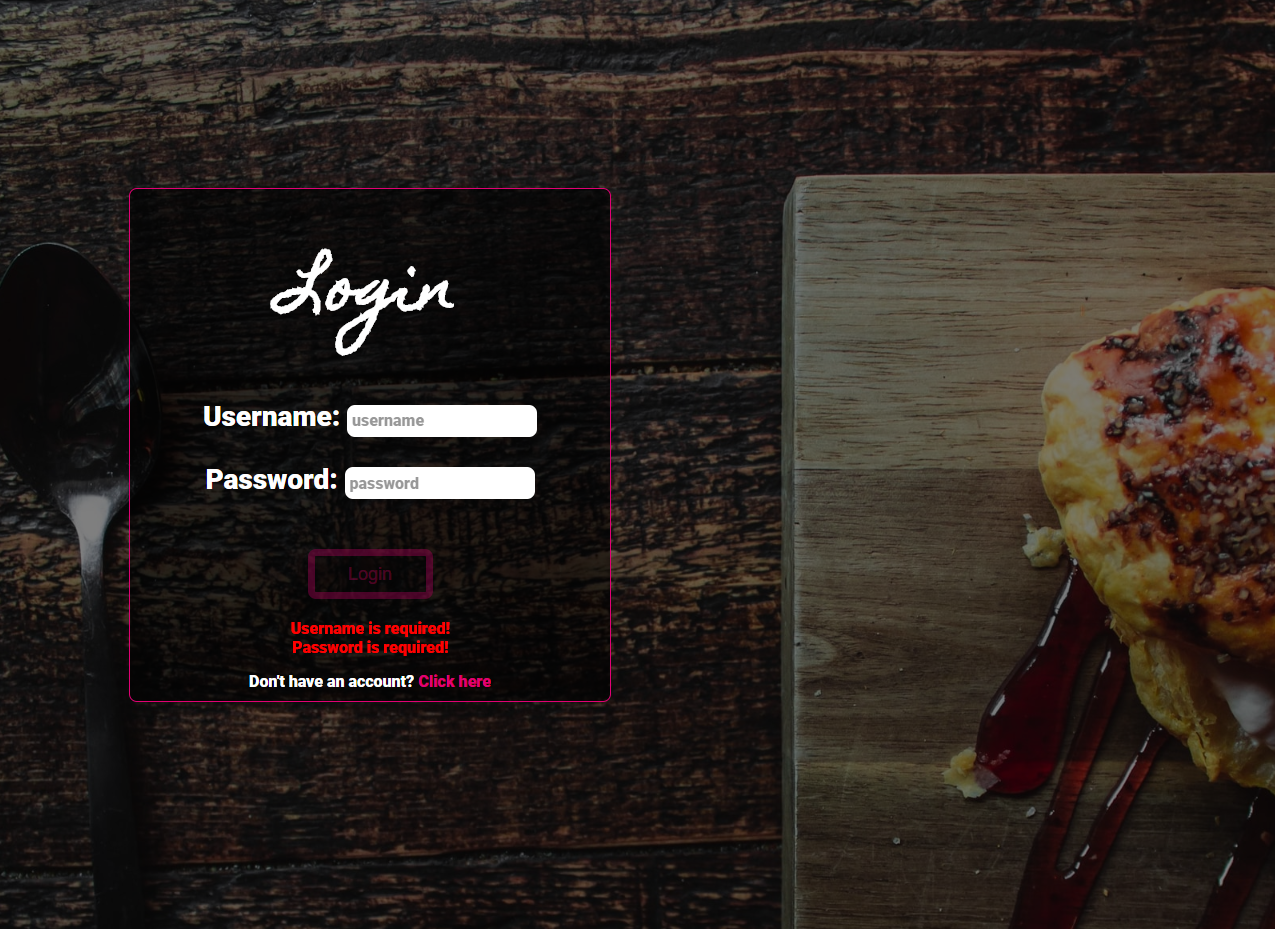 Login
Username: username
Password: password
Login
Username is required!
Password is required!
Don't have an account? Click here